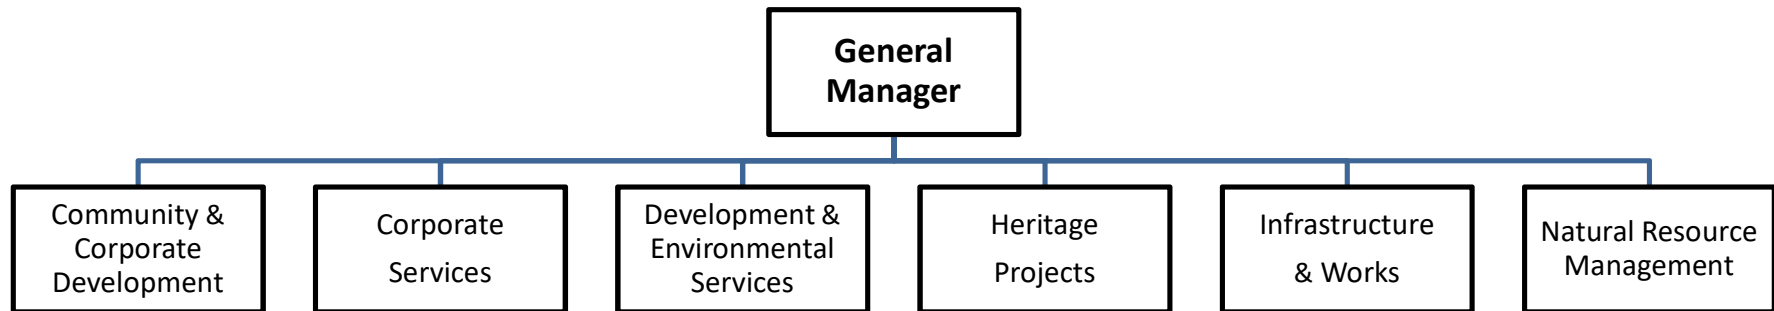 General
Manager
Community &
Corporate
Development
Corporate
Services
Development &
Environmental
Services
Heritage
Projects
Infrastructure
& Works
Natural Resource
Management